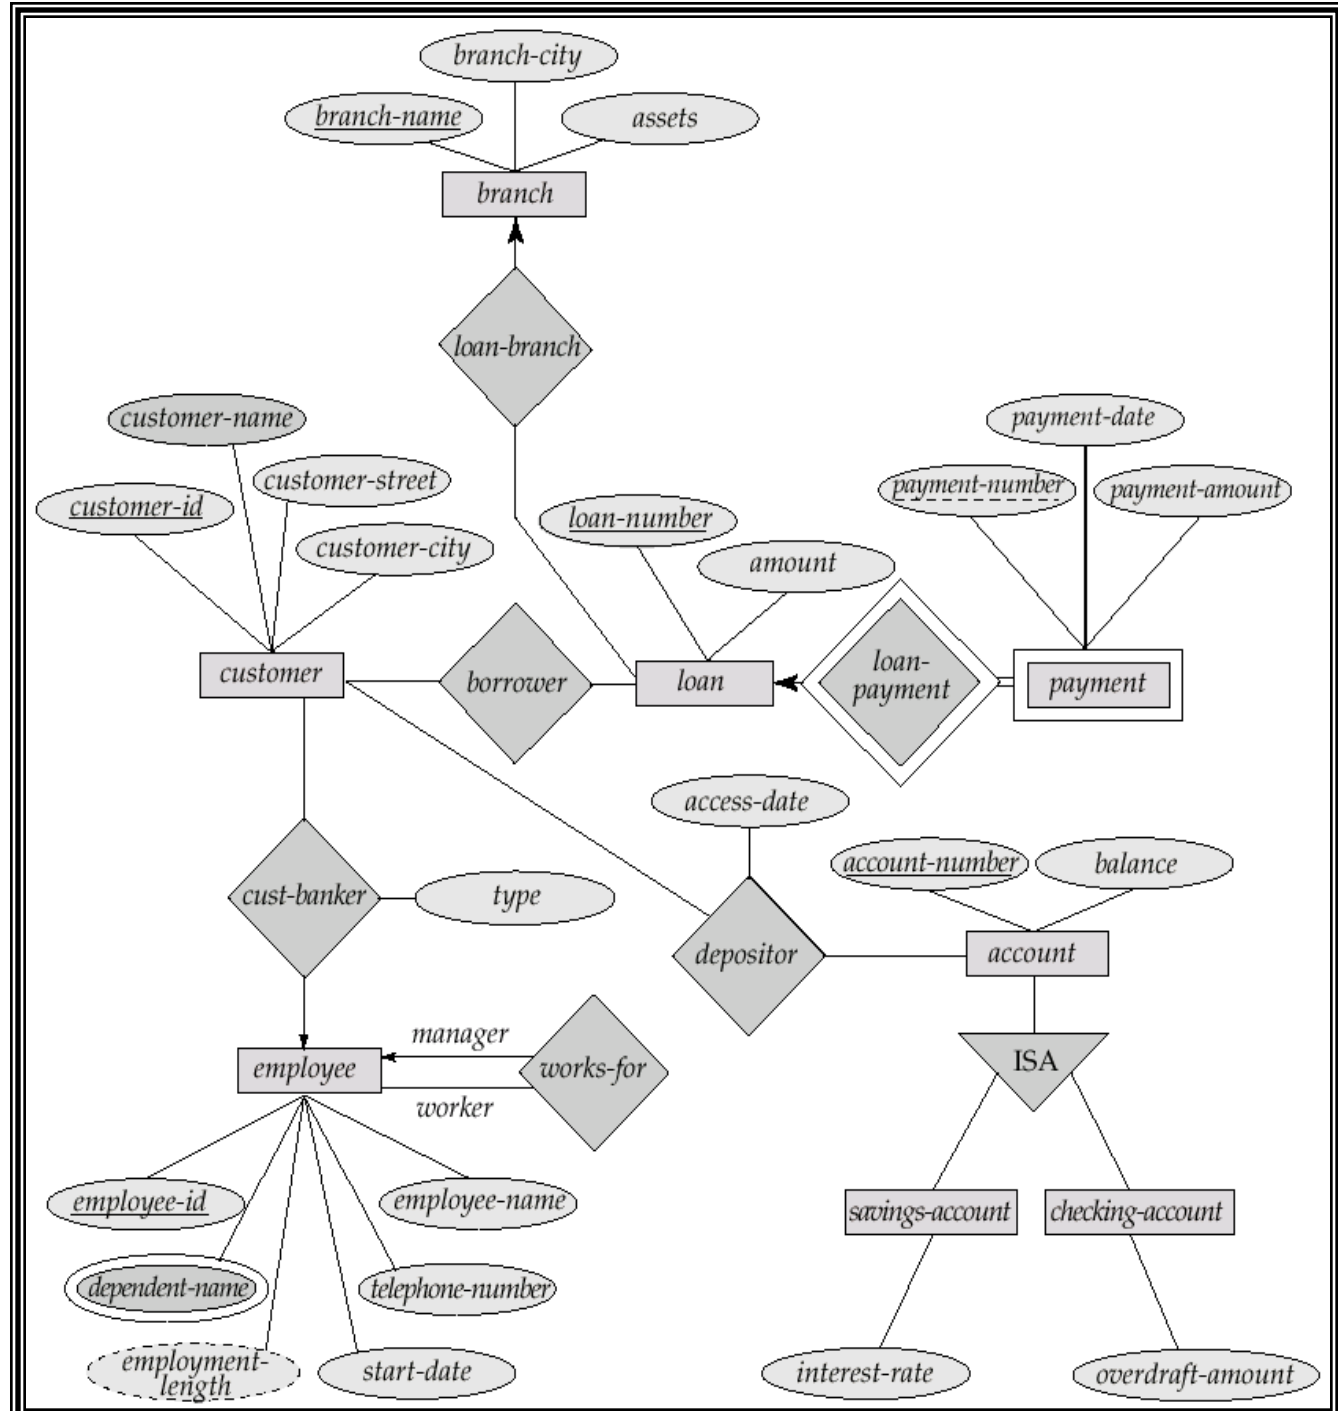 branch-city
branch-name
assets
branch
loan-branch
customer-name
payment-date
customer-street
payment-number
payment-amount
customer-id
loan-number
customer-city
amount
customer
borrower
loan
loan-
payment
payment
access-date
account-number
balance
cust-banker
type
depositor
account
manager
employee
works-for
ISA
worker
employee-id
employee-name
savings-account
checking-account
dependent-name
telephone-number
employment-
length
start-date
interest-rate
overdraft-amount